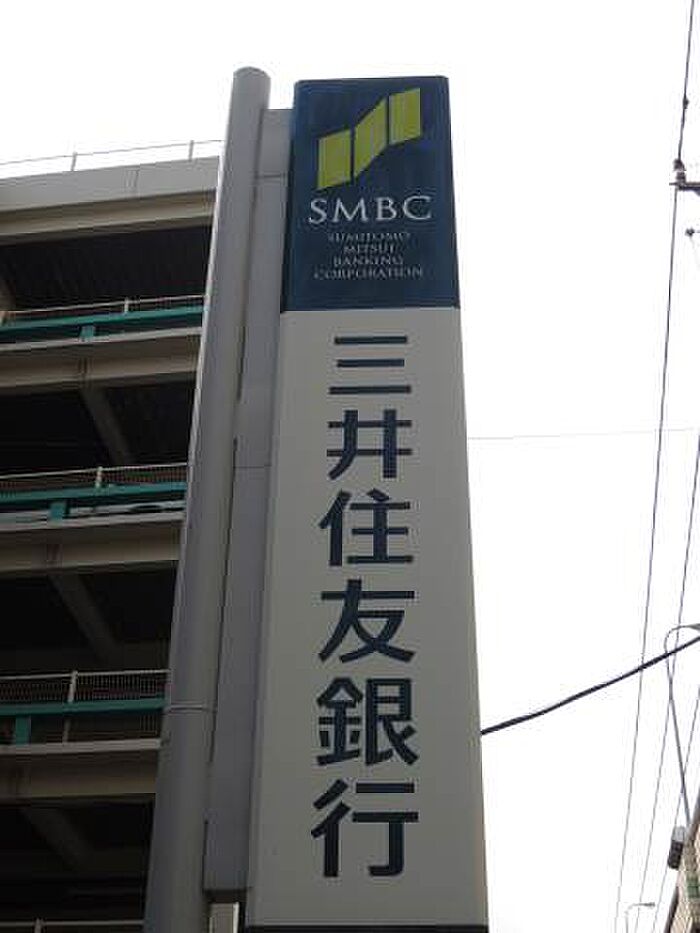 SMBC
SUMITOMO
MITSUI
BANKING
CORPORATION
三井住友銀行